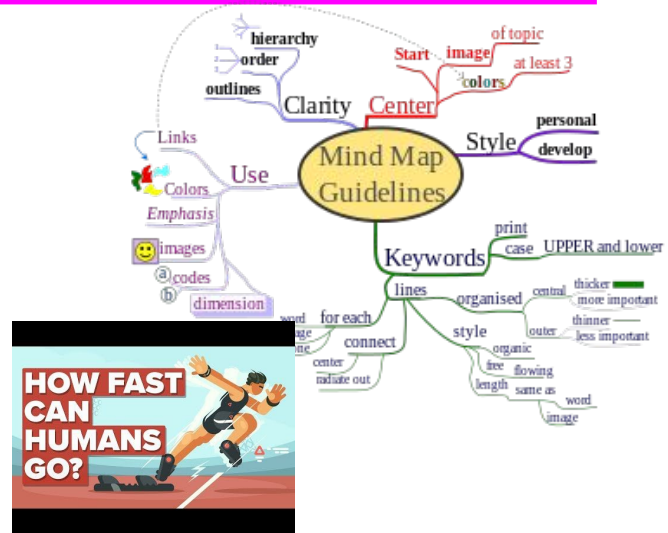 hierarchy
order
outlines
Clarity
Start
image
of topic
colors
at least 3
Center
Style
personal
develop
Mind Map
Guidelines
Links
Use
Colors
Emphasis
images
a
codes
b
dimension
Keywords
print
case
UPPER and lower
lines
organised
central
thicker
more important
outer
thinner
less important
word
for each
connect
center
radiate out
style
organic
free
flowing
length
same as
word
image
HOW FAST
CAN
HUMANS
GO?